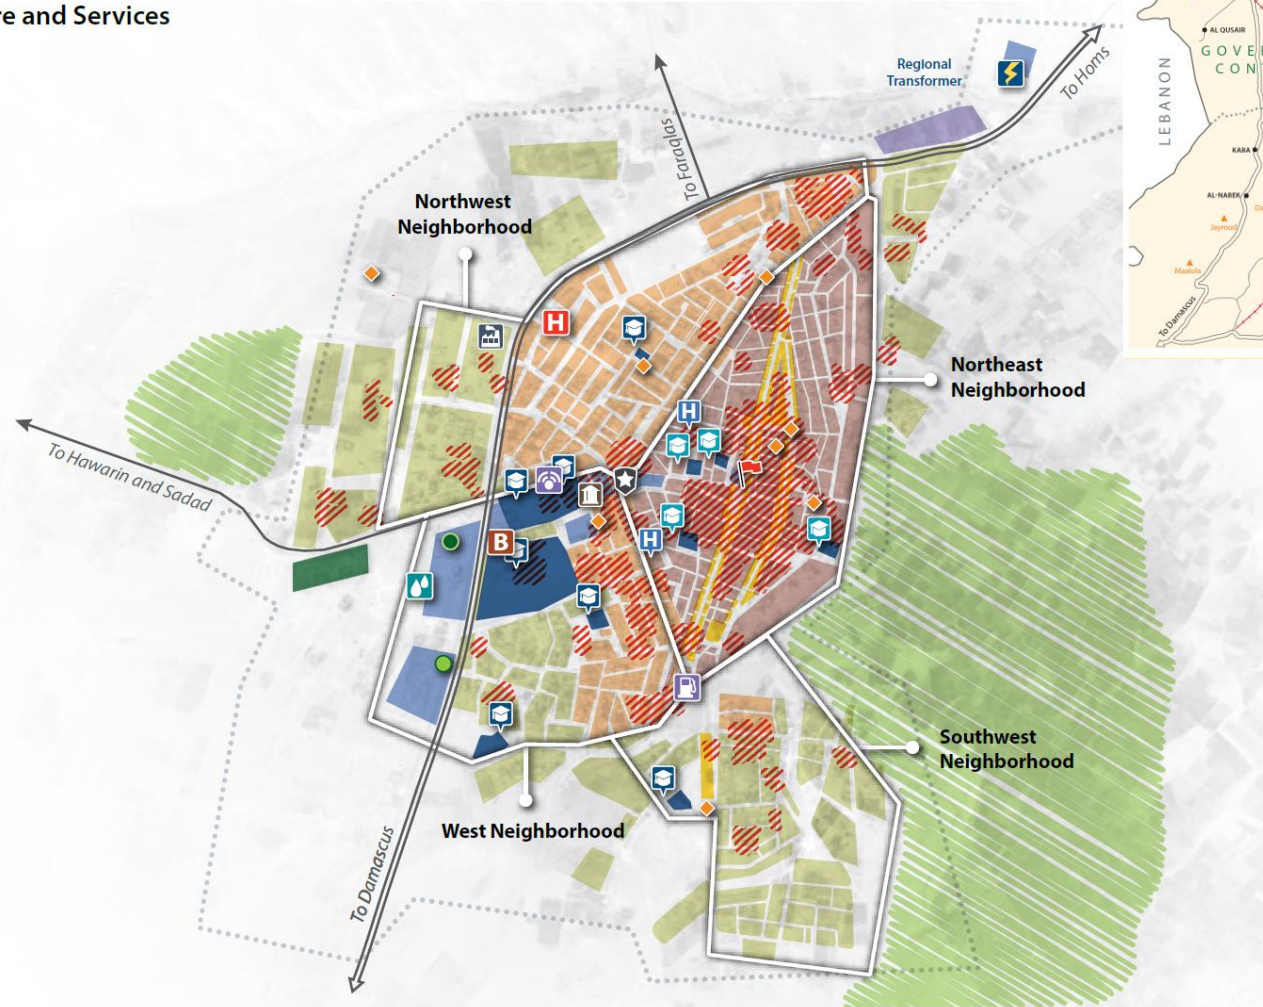 re and Services
Regional
Transformer
To Homs
AL QUSAIR
GOVE
CON
LEBANON
KARA
AL-NABEK
Jayroud
Maalola
To Damascus
To Faraqlas
Northwest
Neighborhood
H
Northeast
Neighborhood
H
To Hawarin and Sadad
B
H
Southwest
Neighborhood
West Neighborhood
To Damascus